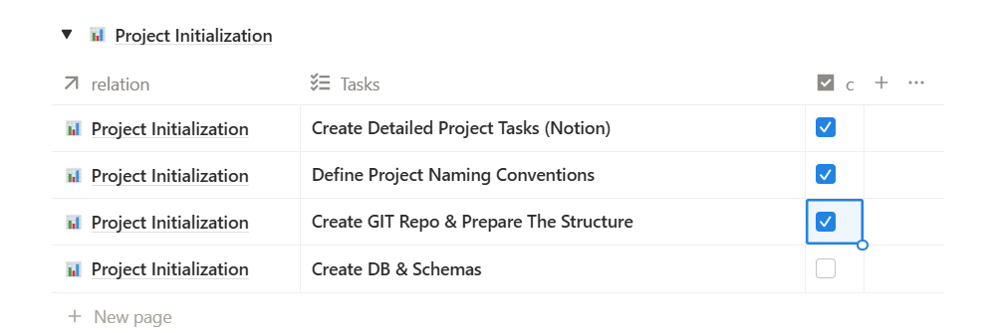 Project Initialization
relation Tasks c
Project Initialization Create Detailed Project Tasks (Notion)
Project Initialization Define Project Naming Conventions
Project Initialization Create GIT Repo & Prepare The Structure
Project Initialization Create DB & Schemas
New page